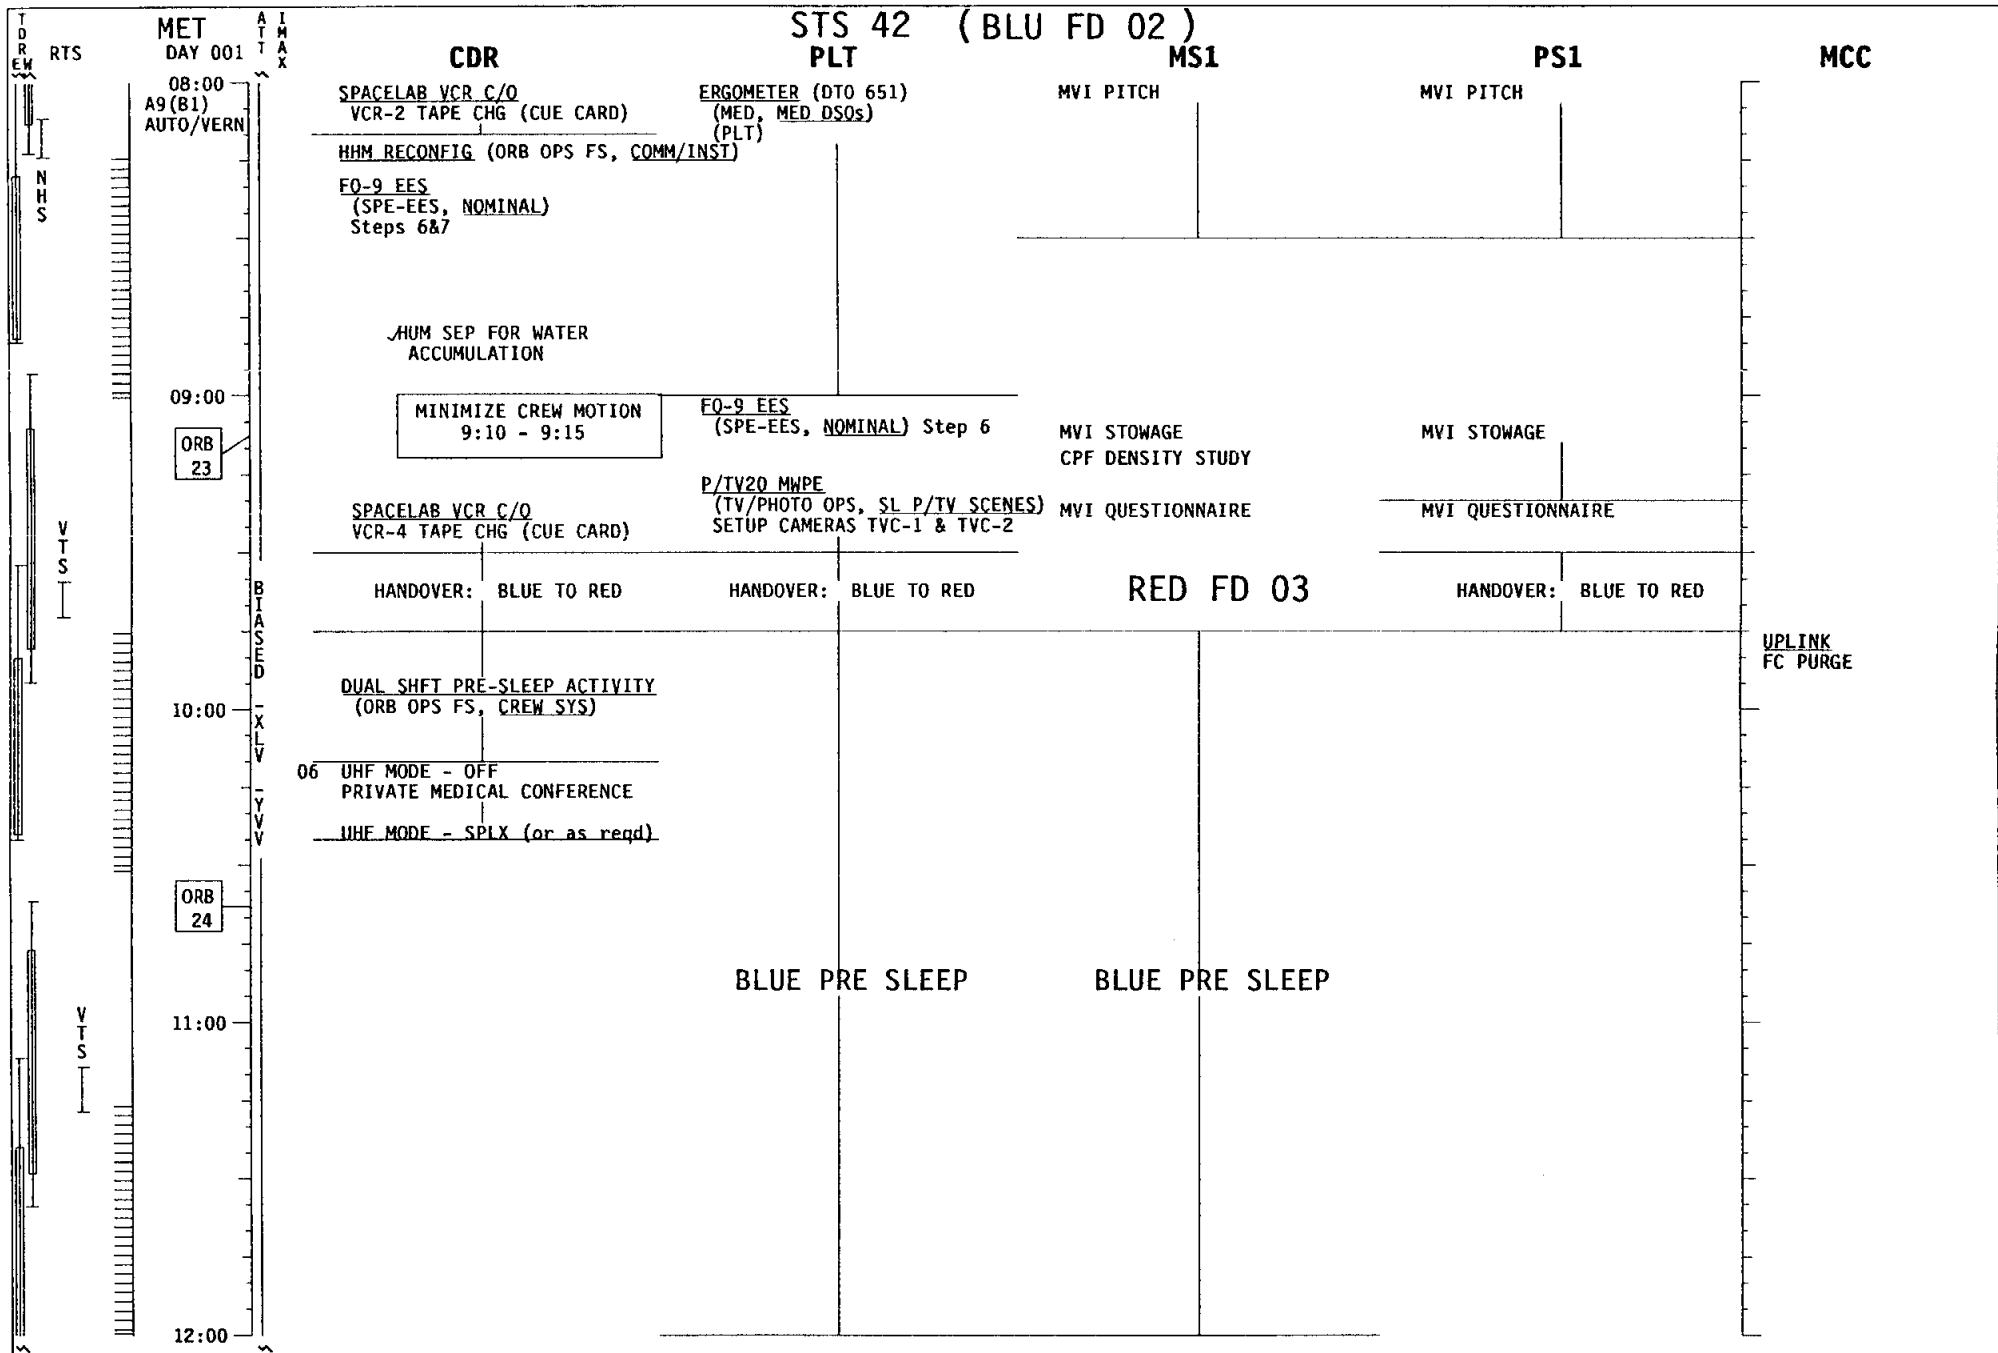 STS 42 (BLU FD 02)
TDRE W
RTS
MET
DAY 001
ATT
IMAX
CDR
PLT
MS1
PS1
MCC
08:00
A9(B1)
AUTO/VERN
NHS
SPACELAB VCR C/O
VCR-2 TAPE CHG (CUE CARD)
HHM RECONFIG (ORB OPS FS, COMM/INST)
FO-9 EES
(SPE-EES, NOMINAL)
Steps 6&7
✓HUM SEP FOR WATER
ACCUMULATION
ERGOMETER (DTO 651)
(MED, MED DSOs)
(PLT)
MVI PITCH
MVI PITCH
09:00
ORB
23
MINIMIZE CREW MOTION
9:10 - 9:15
SPACELAB VCR C/O
VCR-4 TAPE CHG (CUE CARD)
FO-9 EES
(SPE-EES, NOMINAL) Step 6
P/TV20 MWPE
(TV/PHOTO OPS, SL P/TV SCENES)
SETUP CAMERAS TVC-1 & TVC-2
MVI STOWAGE
CPF DENSITY STUDY
MVI QUESTIONNAIRE
MVI STOWAGE
MVI QUESTIONNAIRE
VTS
BIASED -XLV -YVV
HANDOVER: BLUE TO RED
HANDOVER: BLUE TO RED
RED FD 03
HANDOVER: BLUE TO RED
UPLINK
FC PURGE
DUAL SHFT PRE-SLEEP ACTIVITY
(ORB OPS FS, CREW SYS)
10:00
06 UHF MODE - OFF
PRIVATE MEDICAL CONFERENCE
UHF MODE - SPLX (or as reqd)
ORB
24
BLUE PRE SLEEP
BLUE PRE SLEEP
VTS
11:00
12:00